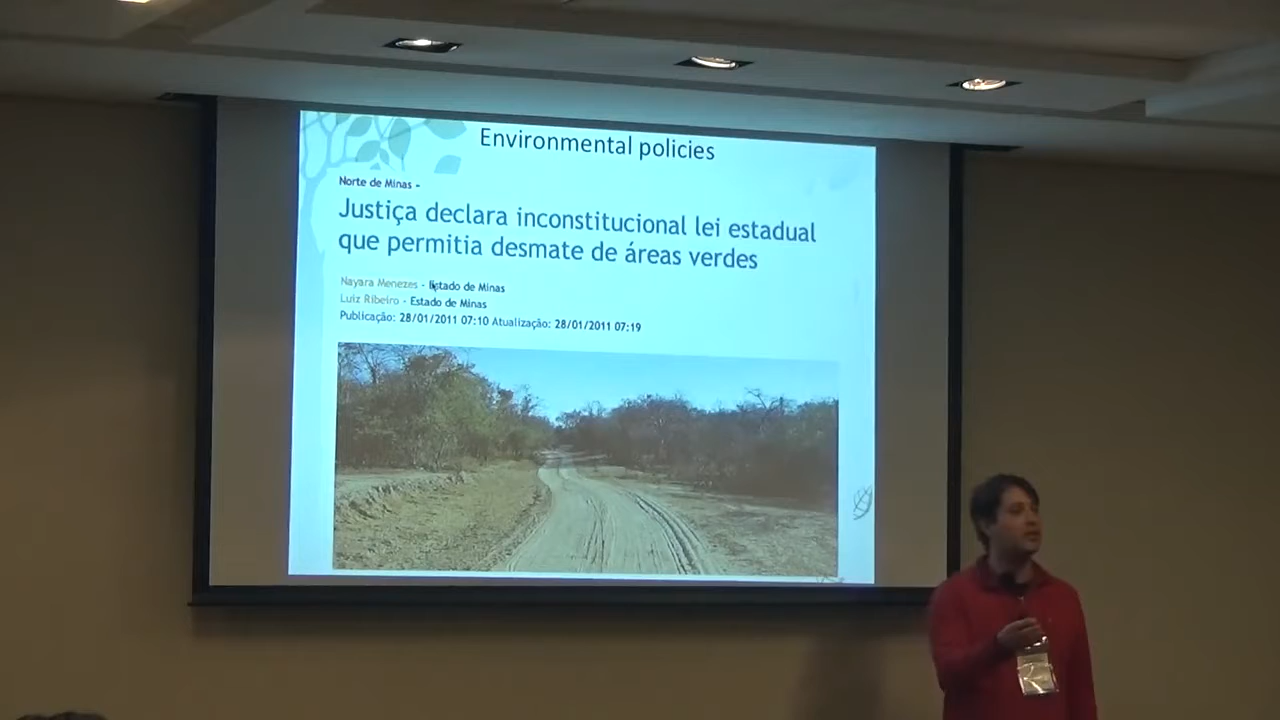 Environmental policies
Norte de Minas -
Justiça declara inconstitucional lei estadual
que permitia desmate de áreas verdes
Nayara Menezes - Estado de Minas
Luiz Ribeiro - Estado de Minas
Publicação: 28/01/2011 07:10 Atualização: 28/01/2011 07:19